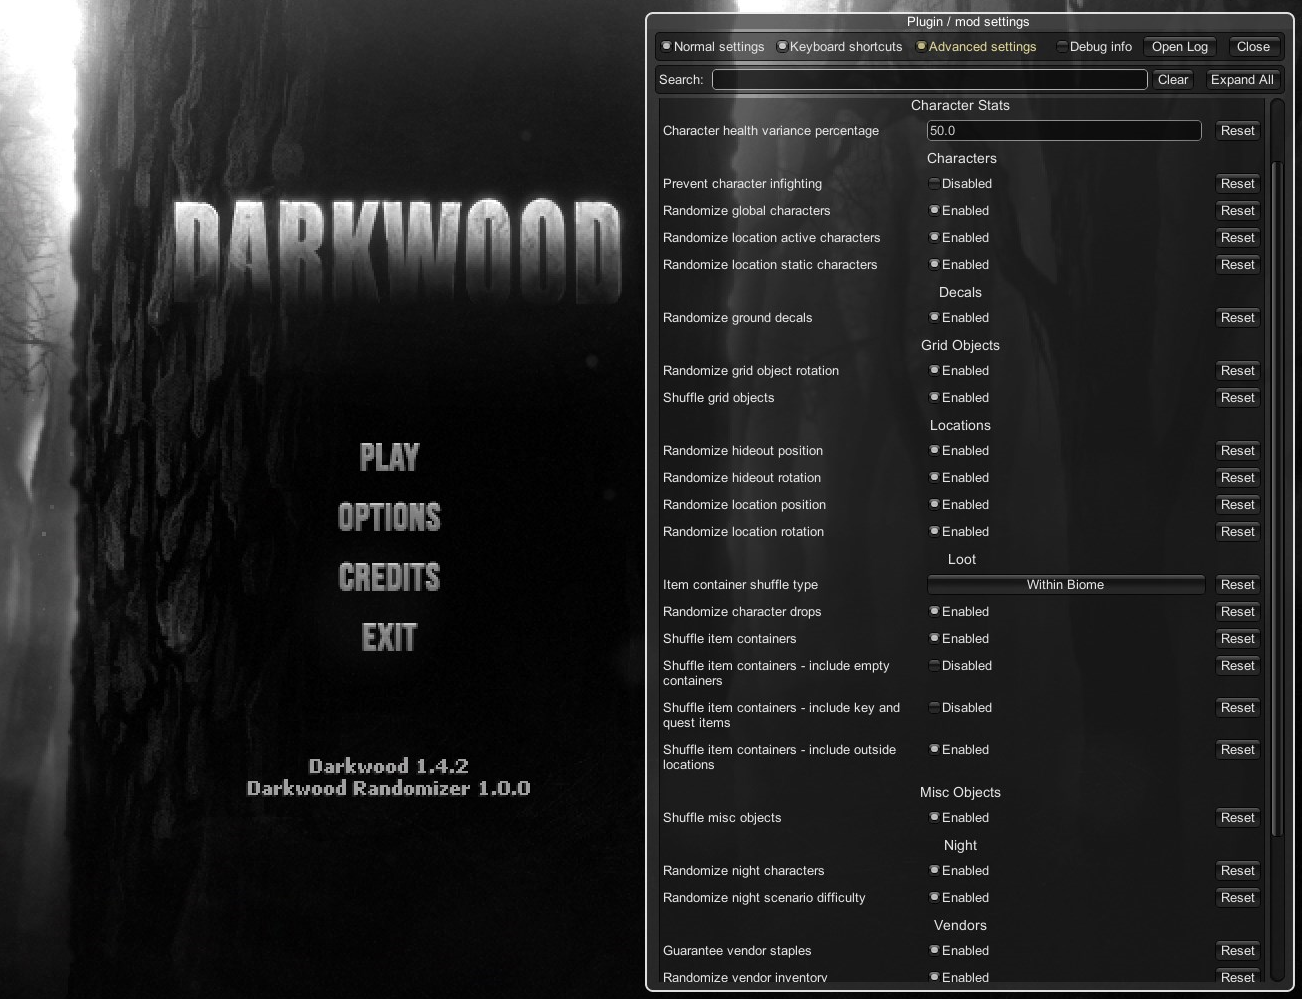 DARKWOOD
PLAY
OPTIONS
CREDITS
EXIT
Darkwood 1.4.2
Darkwood Randomizer 1.0.0
Plugin / mod settings
Normal settings Keyboard shortcuts Advanced settings Debug info Open Log Close
Search: Clear Expand All
Character Stats
Character health variance percentage 50.0 Reset
Characters
Prevent character infighting Disabled Reset
Randomize global characters Enabled Reset
Randomize location active characters Enabled Reset
Randomize location static characters Enabled Reset
Decals
Randomize ground decals Enabled Reset
Grid Objects
Randomize grid object rotation Enabled Reset
Shuffle grid objects Enabled Reset
Locations
Randomize hideout position Enabled Reset
Randomize hideout rotation Enabled Reset
Randomize location position Enabled Reset
Randomize location rotation Enabled Reset
Loot
Item container shuffle type Within Biome Reset
Randomize character drops Enabled Reset
Shuffle item containers Enabled Reset
Shuffle item containers - include empty Disabled Reset
containers
Shuffle item containers - include key and Disabled Reset
quest items
Shuffle item containers - include outside Enabled Reset
locations
Misc Objects
Shuffle misc objects Enabled Reset
Night
Randomize night characters Enabled Reset
Randomize night scenario difficulty Enabled Reset
Vendors
Guarantee vendor staples Enabled Reset
Randomize vendor inventory Enabled Reset